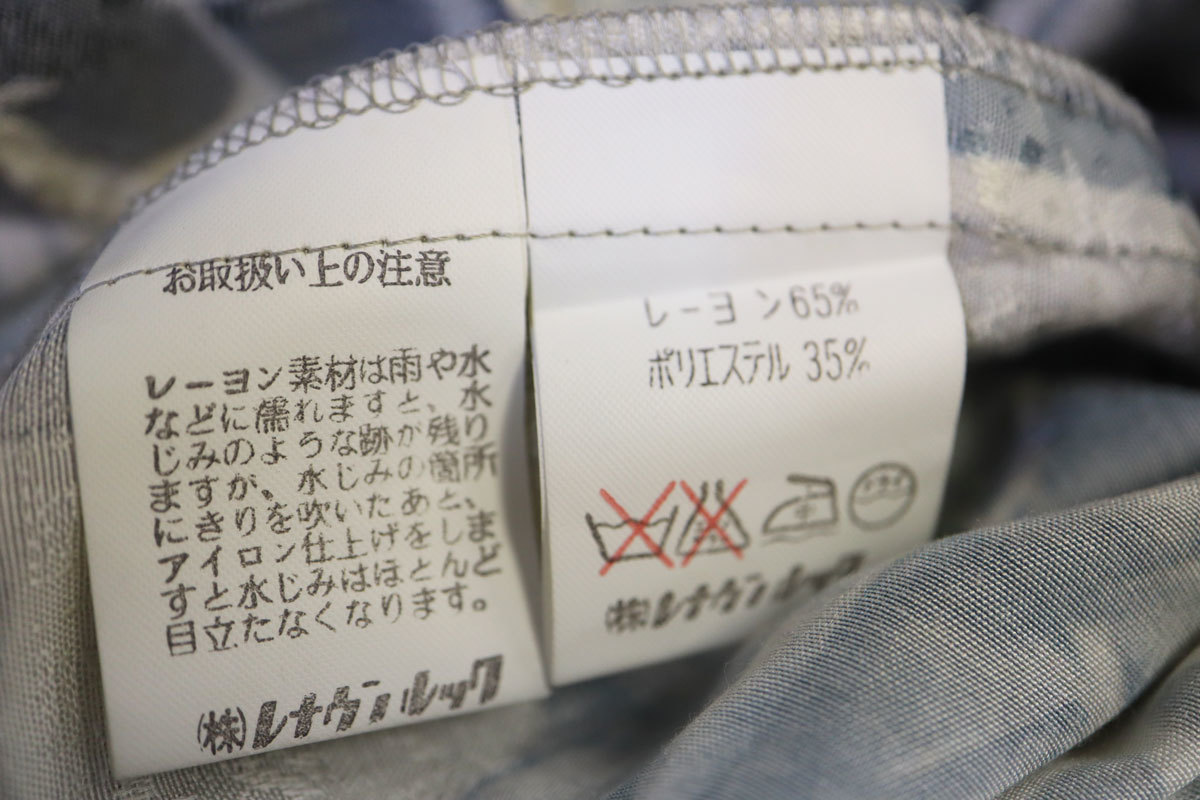 お取扱い上の注意
レーヨン素材は雨や水
などに濡れますと、水
じみのような跡が残り
ますが、水じみの箇所
にきりを吹いたあと、
アイロン仕上げをしま
すと水じみはほとんど
目立たなくなります。
㈱レナウンルック
レーヨン65%
ポリエステル 35%
ドライ
㈱レナウンルック